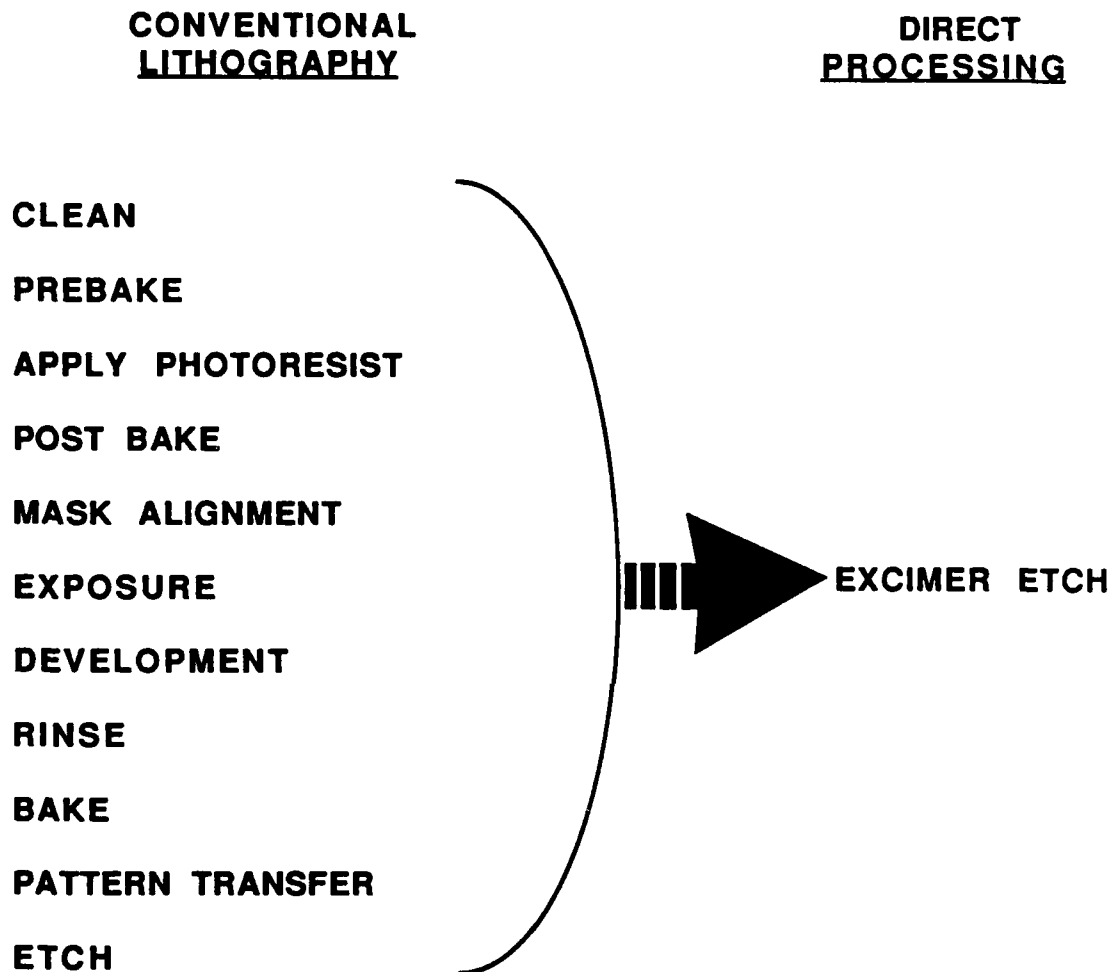 CONVENTIONAL
LITHOGRAPHY
DIRECT
PROCESSING
CLEAN
PREBAKE
APPLY PHOTORESIST
POST BAKE
MASK ALIGNMENT
EXPOSURE
DEVELOPMENT
RINSE
BAKE
PATTERN TRANSFER
ETCH
EXCIMER ETCH